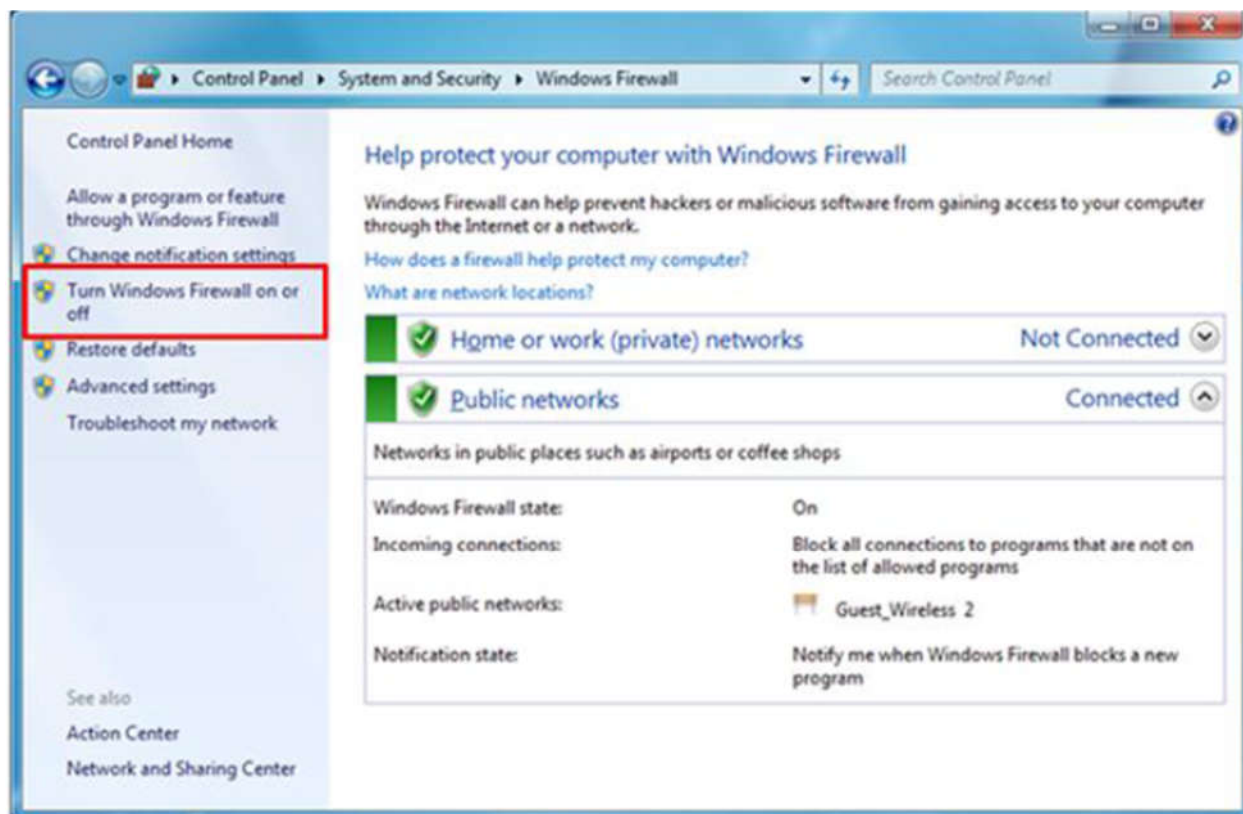 Control Panel ▸ System and Security ▸ Windows Firewall
Search Control Panel
Control Panel Home
Allow a program or feature
through Windows Firewall
Change notification settings
Turn Windows Firewall on or
off
Restore defaults
Advanced settings
Troubleshoot my network
See also
Action Center
Network and Sharing Center
Help protect your computer with Windows Firewall
Windows Firewall can help prevent hackers or malicious software from gaining access to your computer
through the Internet or a network.
How does a firewall help protect my computer?
What are network locations?
Home or work (private) networks Not Connected
Public networks Connected
Networks in public places such as airports or coffee shops
Windows Firewall state: On
Incoming connections: Block all connections to programs that are not on
the list of allowed programs
Active public networks: Guest_Wireless 2
Notification state: Notify me when Windows Firewall blocks a new
program